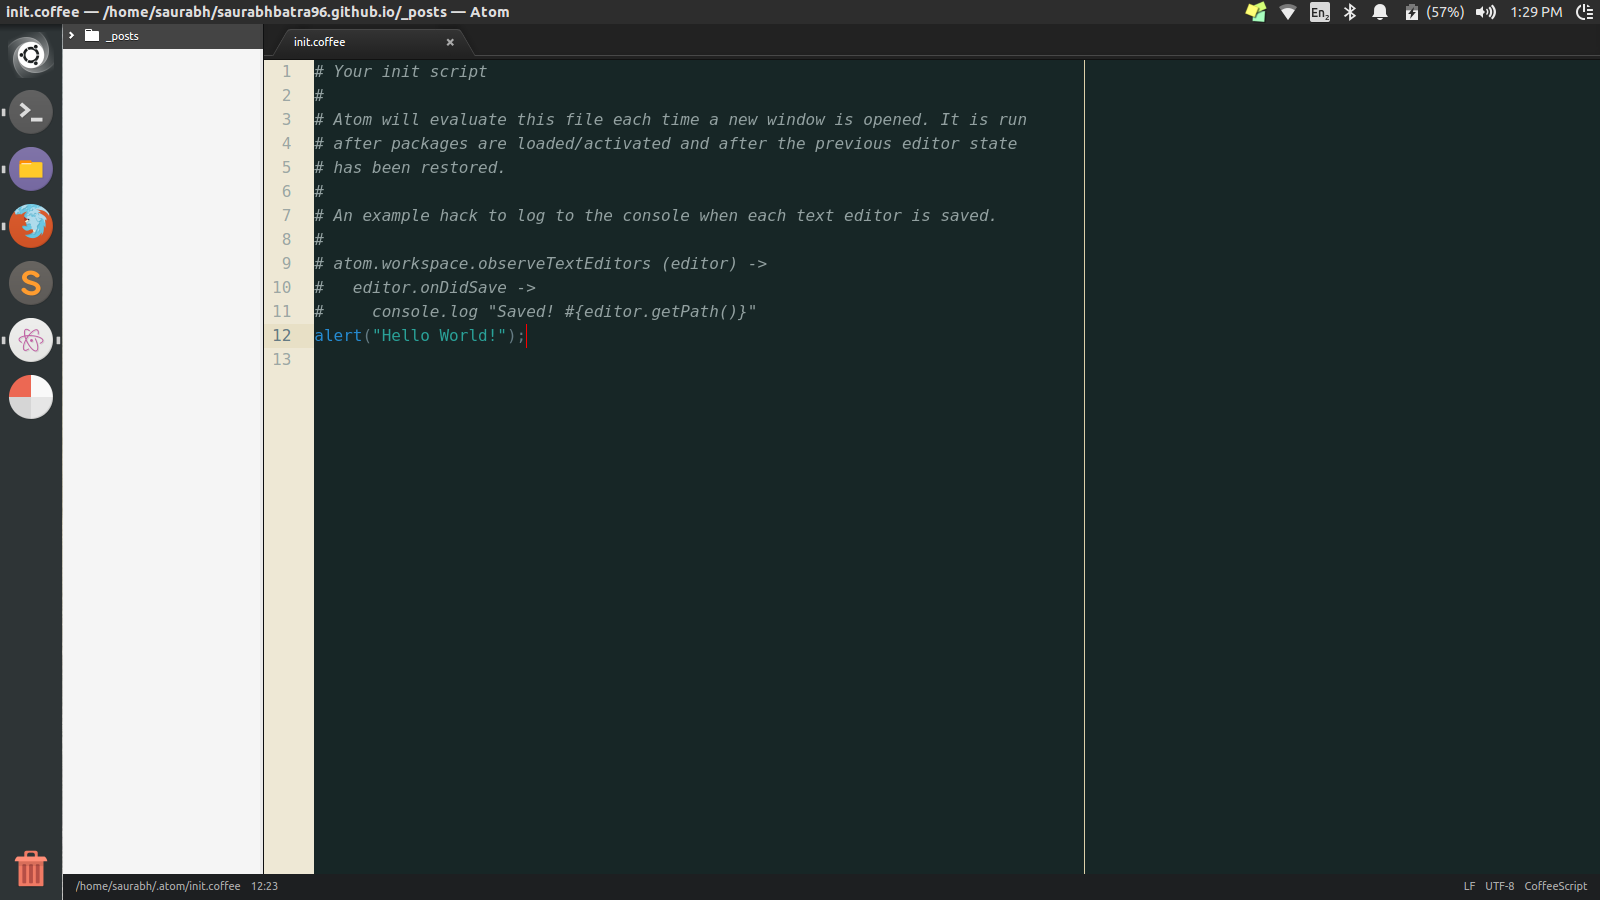 init.coffee — /home/saurabh/saurabhbatra96.github.io/_posts — Atom
En2
(57%)
1:29 PM
_posts
init.coffee
1 # Your init script
2 #
3 # Atom will evaluate this file each time a new window is opened. It is run
4 # after packages are loaded/activated and after the previous editor state
5 # has been restored.
6 #
7 # An example hack to log to the console when each text editor is saved.
8 #
9 # atom.workspace.observeTextEditors (editor) ->
10 #   editor.onDidSave ->
11 #     console.log "Saved! #{editor.getPath()}"
12 alert("Hello World!");
13
/home/saurabh/.atom/init.coffee 12:23
LF UTF-8 CoffeeScript